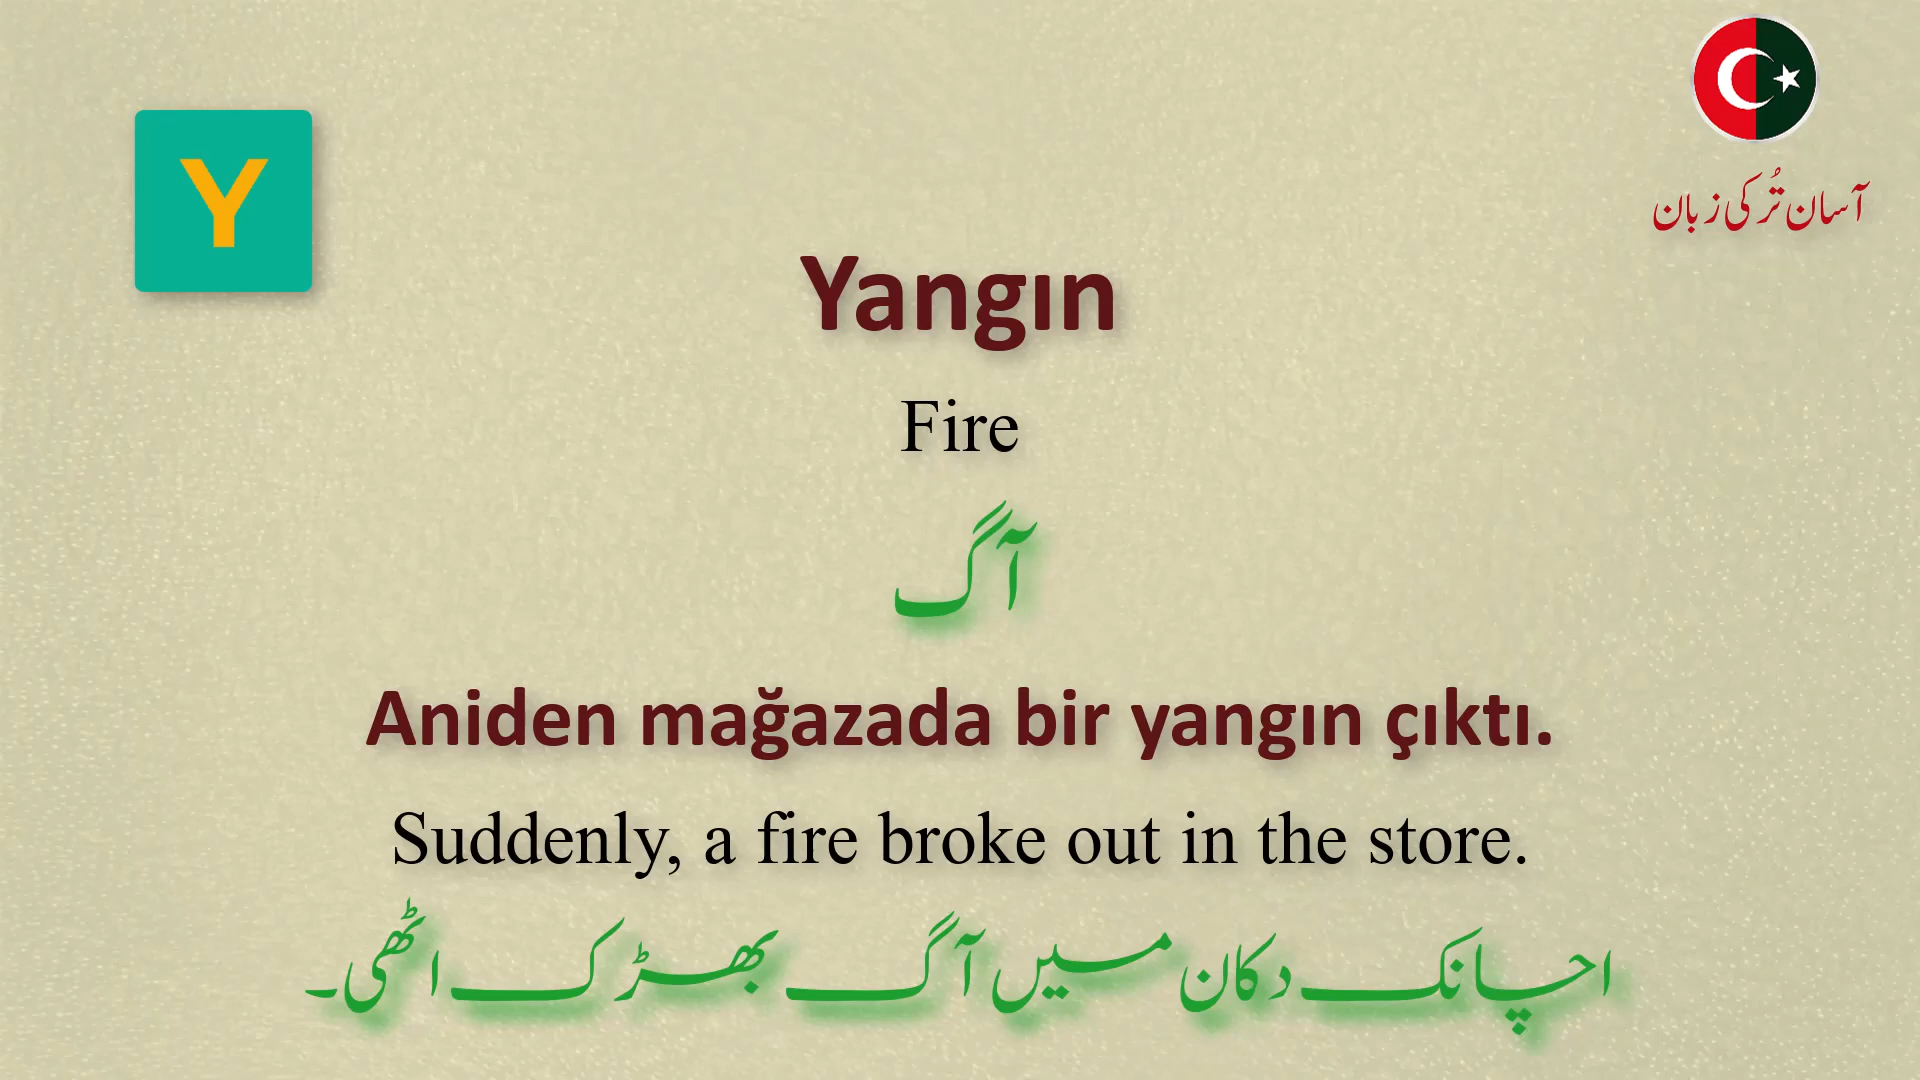 Y
آسان تُرکی زبان
Yangın
Fire
آگ
Aniden mağazada bir yangın çıktı.
Suddenly, a fire broke out in the store.
اچانک دکان میں آگ بھڑک اٹھی۔